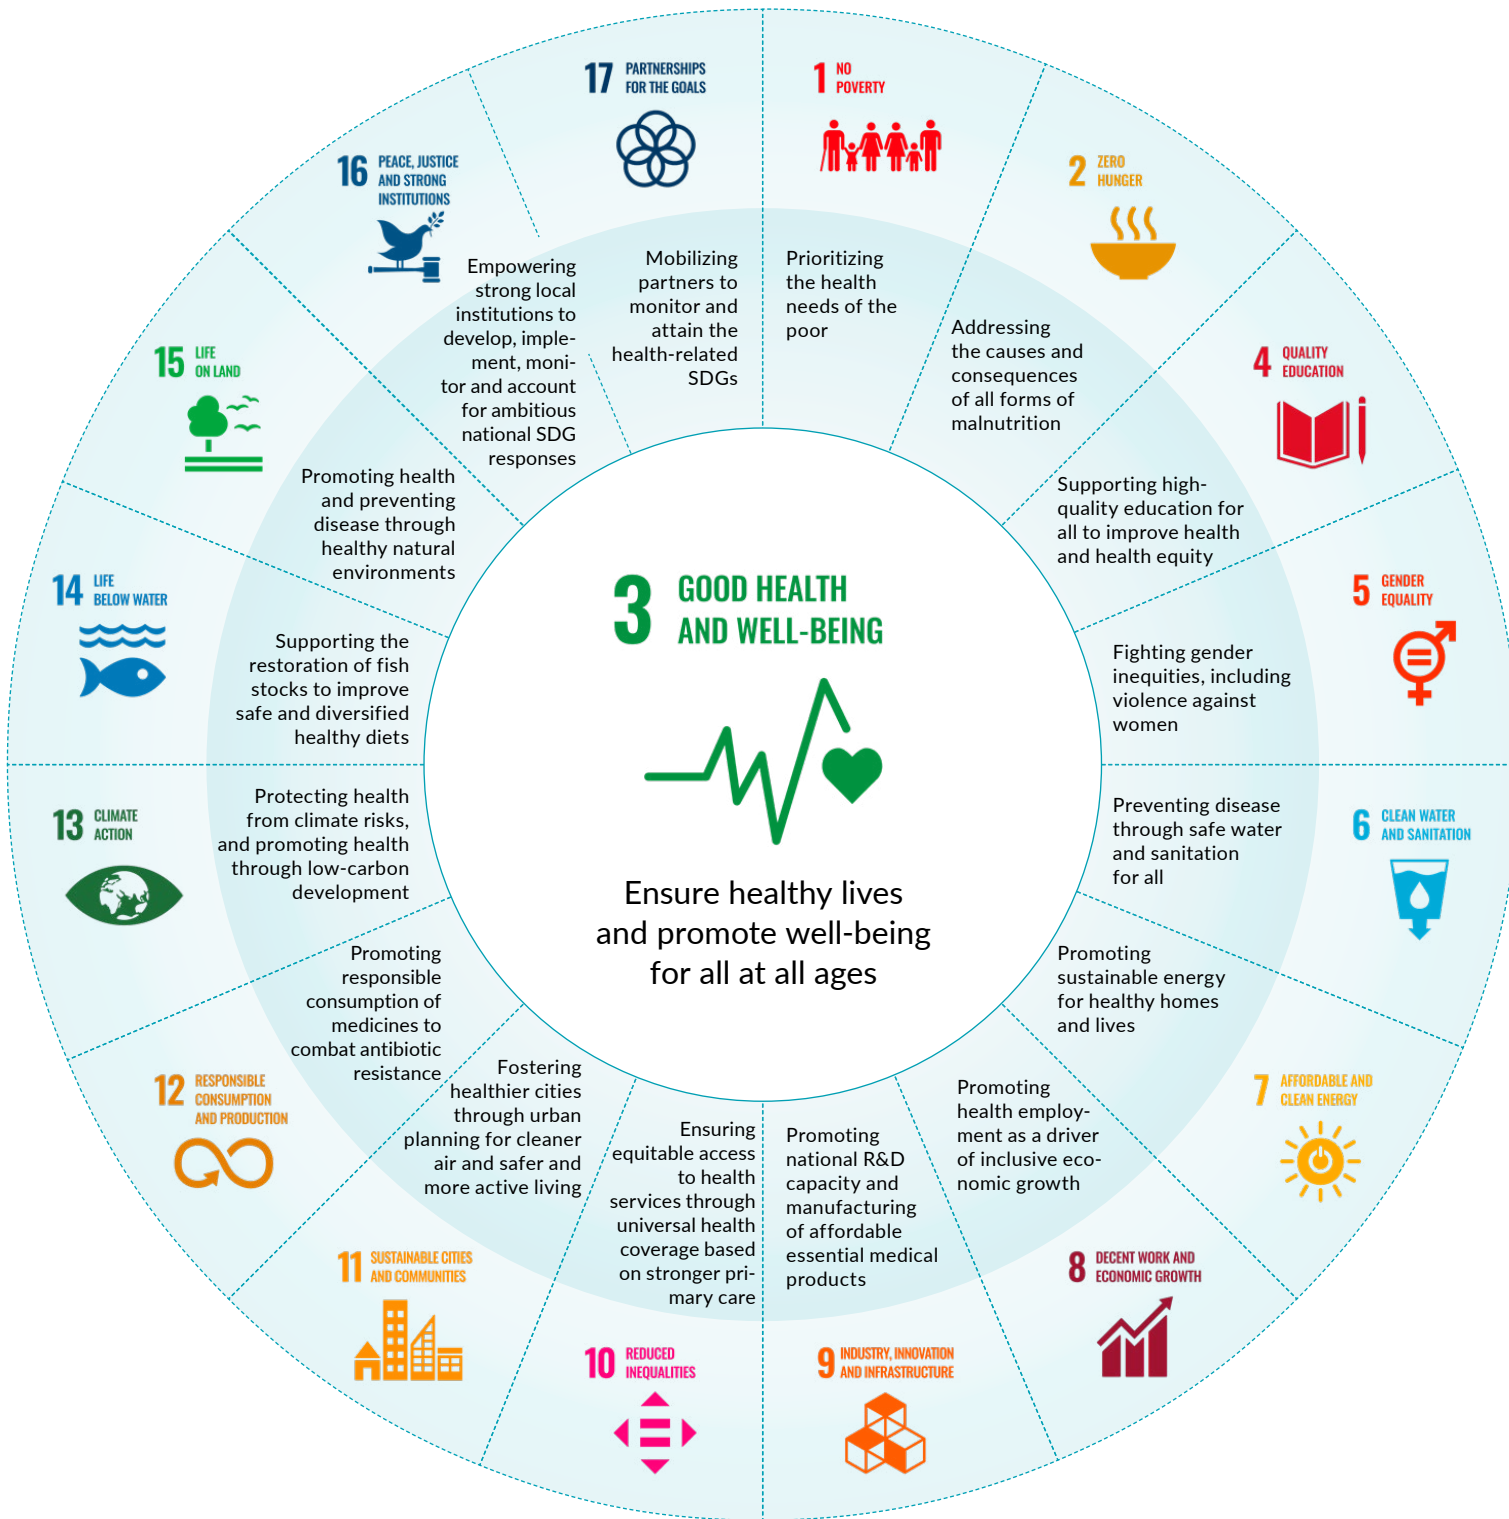 3 GOOD HEALTH
AND WELL-BEING
Ensure healthy lives
and promote well-being
for all at all ages
1 NO
POVERTY
Prioritizing
the health
needs of the
poor
2 ZERO
HUNGER
Addressing
the causes and
consequences
of all forms of
malnutrition
4 QUALITY
EDUCATION
Supporting high-
quality education for
all to improve health
and health equity
5 GENDER
EQUALITY
Fighting gender
inequities, including
violence against
women
6 CLEAN WATER
AND SANITATION
Preventing disease
through safe water
and sanitation
for all
7 AFFORDABLE AND
CLEAN ENERGY
Promoting
sustainable energy
for healthy homes
and lives
8 DECENT WORK AND
ECONOMIC GROWTH
Promoting
health employ-
ment as a driver
of inclusive eco-
nomic growth
9 INDUSTRY, INNOVATION
AND INFRASTRUCTURE
Promoting
national R&D
capacity and
manufacturing
of affordable
essential medical
products
10 REDUCED
INEQUALITIES
Ensuring
equitable access
to health
services through
universal health
coverage based
on stronger pri-
mary care
11 SUSTAINABLE CITIES
AND COMMUNITIES
Fostering
healthier cities
through urban
planning for cleaner
air and safer and
more active living
12 RESPONSIBLE
CONSUMPTION
AND PRODUCTION
Promoting
responsible
consumption of
medicines to
combat antibiotic
resistance
13 CLIMATE
ACTION
Protecting health
from climate risks,
and promoting health
through low-carbon
development
14 LIFE
BELOW WATER
Supporting the
restoration of fish
stocks to improve
safe and diversified
healthy diets
15 LIFE
ON LAND
Promoting health
and preventing
disease through
healthy natural
environments
16 PEACE, JUSTICE
AND STRONG
INSTITUTIONS
Empowering
strong local
institutions to
develop, imple-
ment, moni-
tor and account
for ambitious
national SDG
responses
17 PARTNERSHIPS
FOR THE GOALS
Mobilizing
partners to
monitor and
attain the
health-related
SDGs